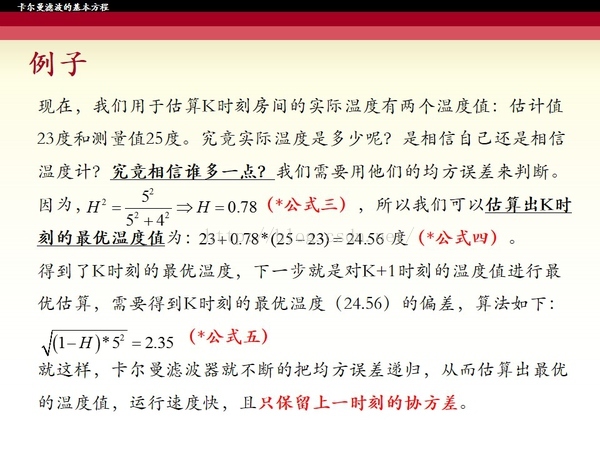 卡尔曼滤波的基本方程
例子
现在，我们用于估算K时刻房间的实际温度有两个温度值：估计值
23度和测量值25度。究竟实际温度是多少呢？是相信自己还是相信
温度计？究竟相信谁多一点？我们需要用他们的均方误差来判断。
因为，H² = 5² / (5² + 4²) ⇒ H = 0.78（*公式三），所以我们可以估算出K时
刻的最优温度值为：23+0.78*(25−23)=24.56 度（*公式四）。
得到了K时刻的最优温度，下一步就是对K+1时刻的温度值进行最
优估算，需要得到K时刻的最优温度（24.56）的偏差，算法如下：
√((1−H)*5²) = 2.35（*公式五）
就这样，卡尔曼滤波器就不断的把均方误差递归，从而估算出最优
的温度值，运行速度快，且只保留上一时刻的协方差。